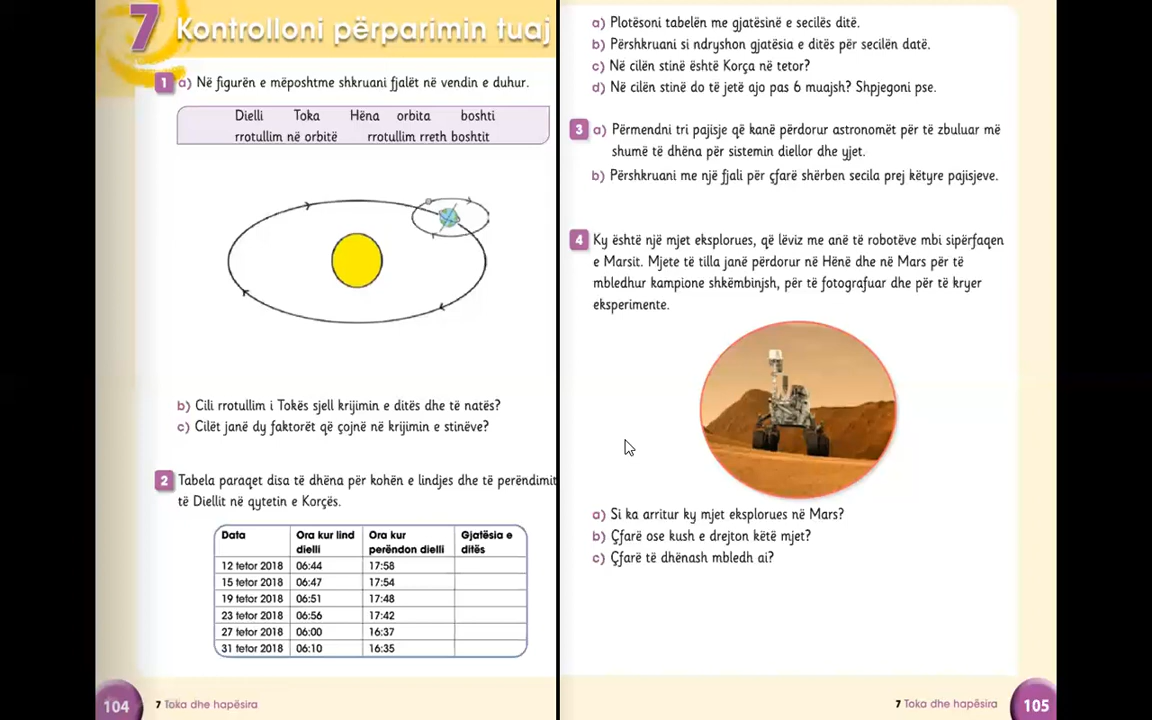 7 Kontrolloni përparimin tuaj
1 a) Në figurën e mëposhtme shkruani fjalët në vendin e duhur.
Dielli Toka Hëna orbita boshti
rrotullim në orbitë rrotullim rreth boshtit
b) Cili rrotullim i Tokës sjell krijimin e ditës dhe të natës?
c) Cilët janë dy faktorët që çojnë në krijimin e stinëve?
2 Tabela paraqet disa të dhëna për kohën e lindjes dhe të perëndimit
të Diellit në qytetin e Korçës.
Data Ora kur lind dielli Ora kur perëndon dielli Gjatësia e ditës
12 tetor 2018 06:44 17:58
15 tetor 2018 06:47 17:54
19 tetor 2018 06:51 17:48
23 tetor 2018 06:56 17:42
27 tetor 2018 06:00 16:37
31 tetor 2018 06:10 16:35
104 7 Toka dhe hapësira
a) Plotësoni tabelën me gjatësinë e secilës ditë.
b) Përshkruani si ndryshon gjatësia e ditës për secilën datë.
c) Në cilën stinë është Korça në tetor?
d) Në cilën stinë do të jetë ajo pas 6 muajsh? Shpjegoni pse.
3 a) Përmendni tri pajisje që kanë përdorur astronomët për të zbuluar më
shumë të dhëna për sistemin diellor dhe yjet.
b) Përshkruani me një fjali për çfarë shërben secila prej këtyre pajisjeve.
4 Ky është një mjet eksplorues, që lëviz me anë të robotëve mbi sipërfaqen
e Marsit. Mjete të tilla janë përdorur në Hënë dhe në Mars për të
mbledhur kampione shkëmbinjsh, për të fotografuar dhe për të kryer
eksperimente.
a) Si ka arritur ky mjet eksplorues në Mars?
b) Çfarë ose kush e drejton këtë mjet?
c) Çfarë të dhënash mbledh ai?
7 Toka dhe hapësira 105